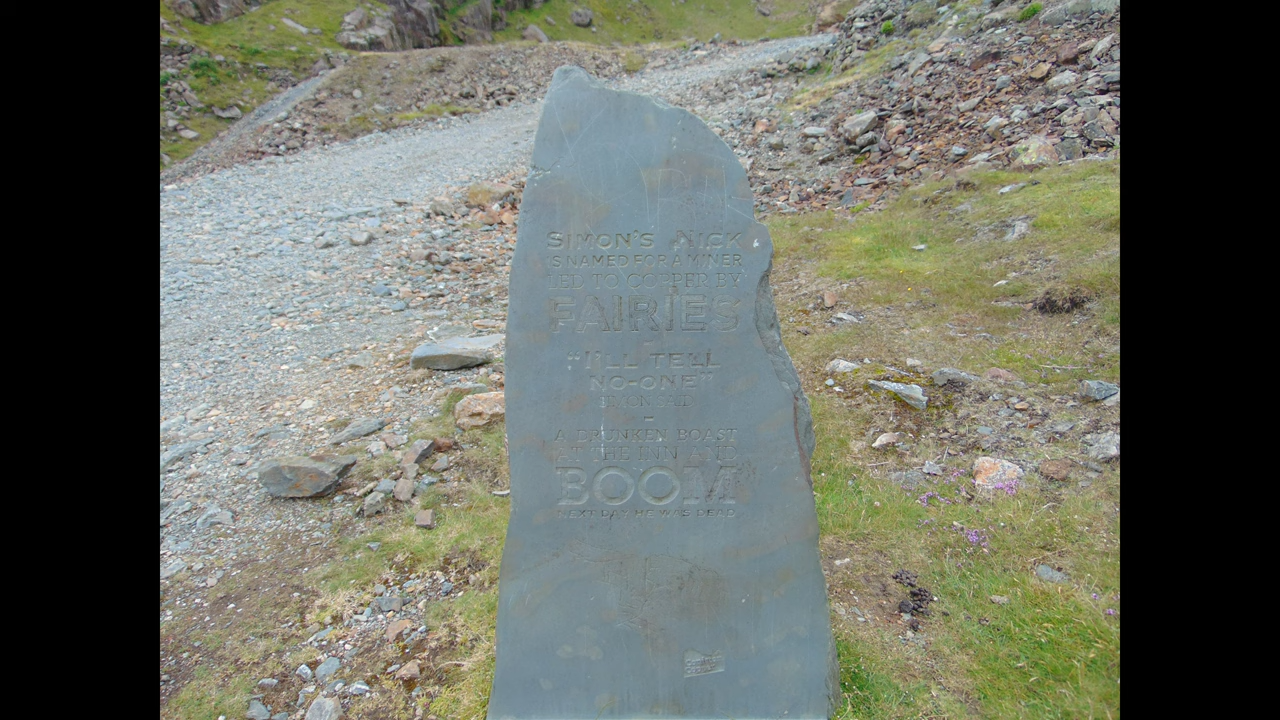 SIMON'S NICK
IS NAMED FOR A MINER
LED TO COPPER BY
FAIRIES
-
"I'LL TELL
NO-ONE"
SIMON SAID
-
A DRUNKEN BOAST
AT THE INN AND
BOOM
NEXT DAY HE WAS DEAD